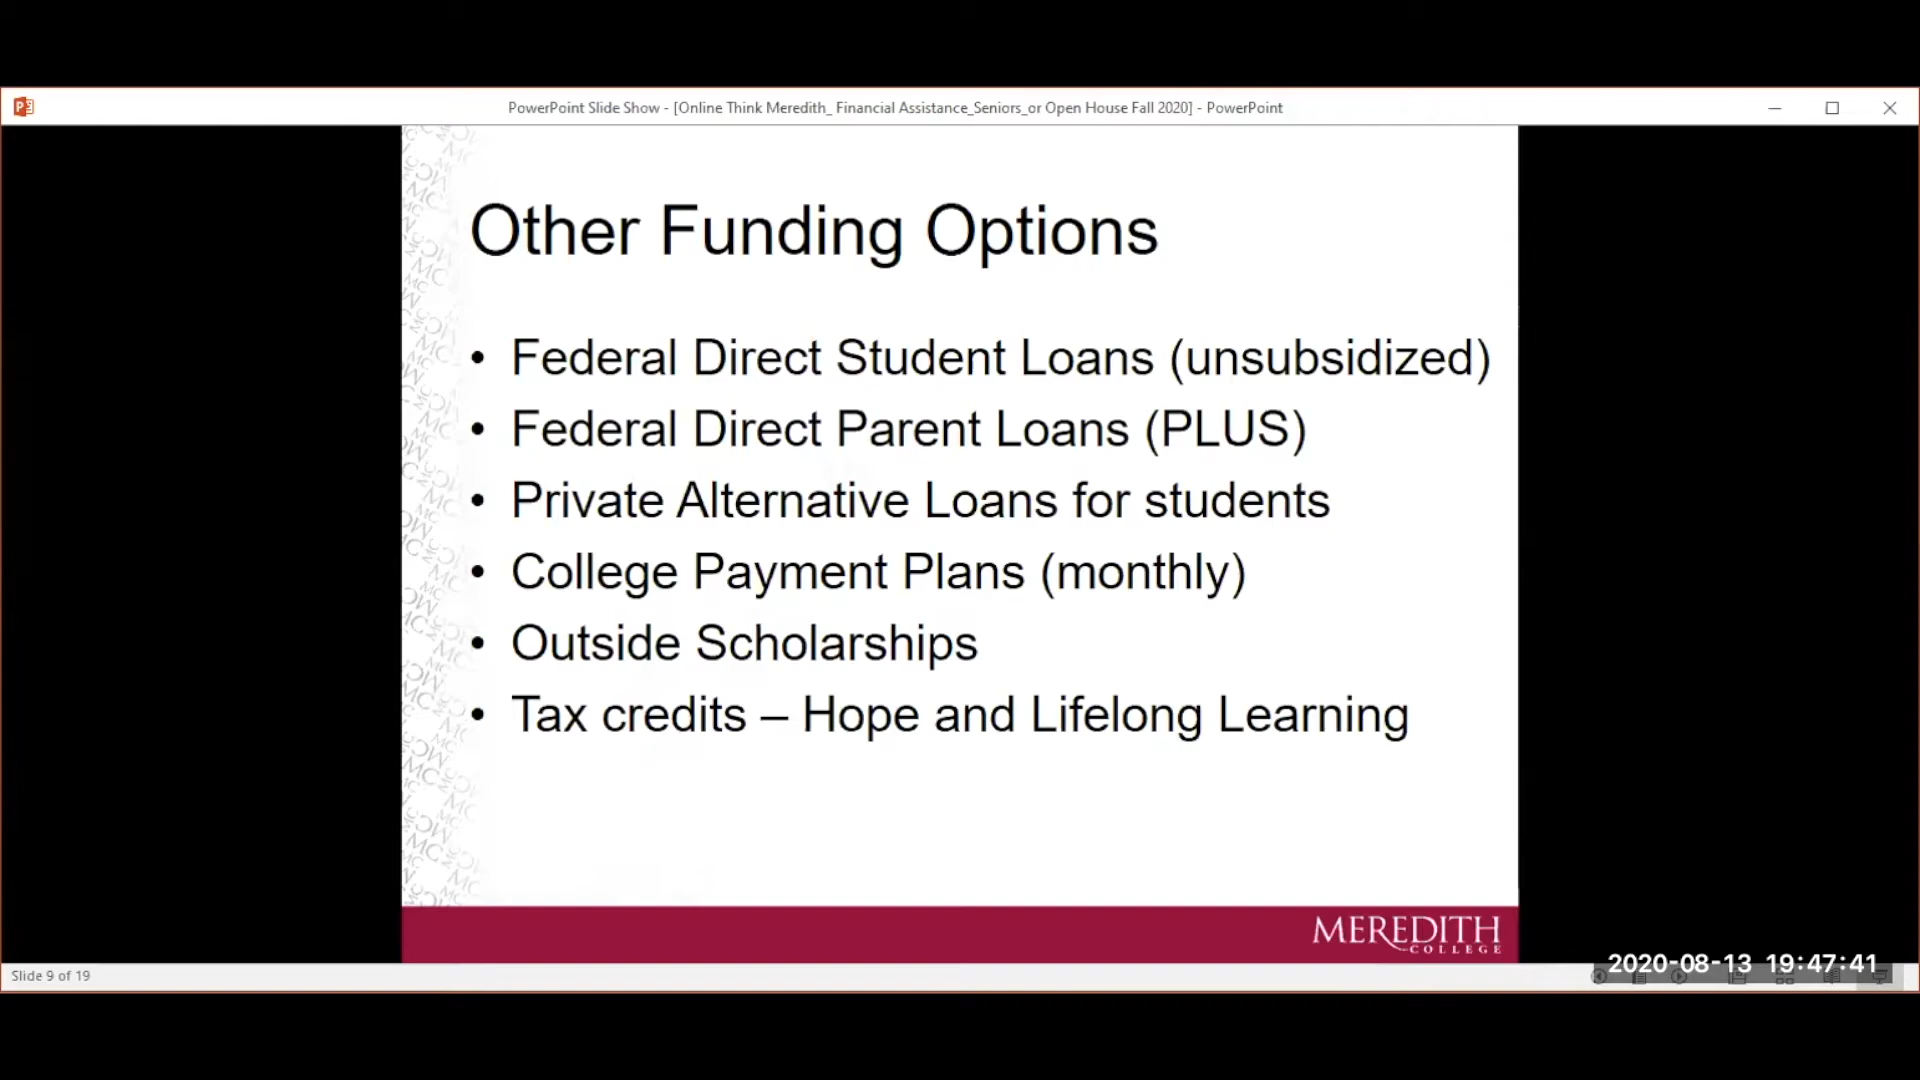 PowerPoint Slide Show - [Online Think Meredith_ Financial Assistance_Seniors_or Open House Fall 2020] - PowerPoint
Other Funding Options
• Federal Direct Student Loans (unsubsidized)
• Federal Direct Parent Loans (PLUS)
• Private Alternative Loans for students
• College Payment Plans (monthly)
• Outside Scholarships
• Tax credits – Hope and Lifelong Learning
MEREDITH
COLLEGE
2020-08-13 19:47:41
Slide 9 of 19